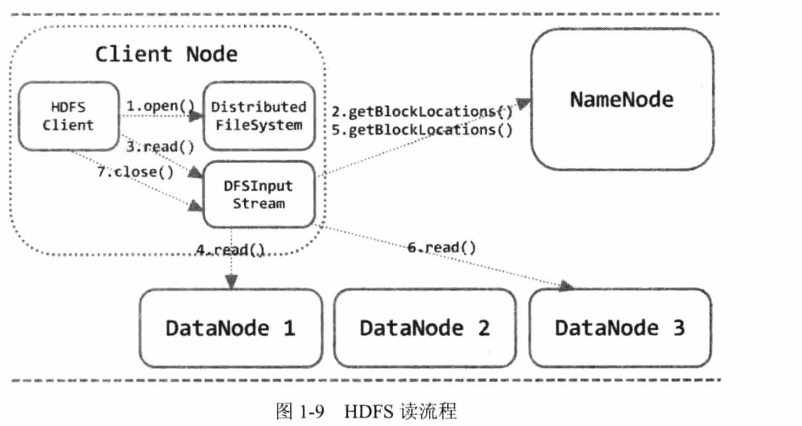 Client Node
HDFS
Client
1.open()
Distributed
FileSystem
2.getBlockLocations()
5.getBlockLocations()
NameNode
3.read()
7.close()
DFSInput
Stream
4.read()
6.read()
DataNode 1
DataNode 2
DataNode 3
图 1-9 HDFS 读流程